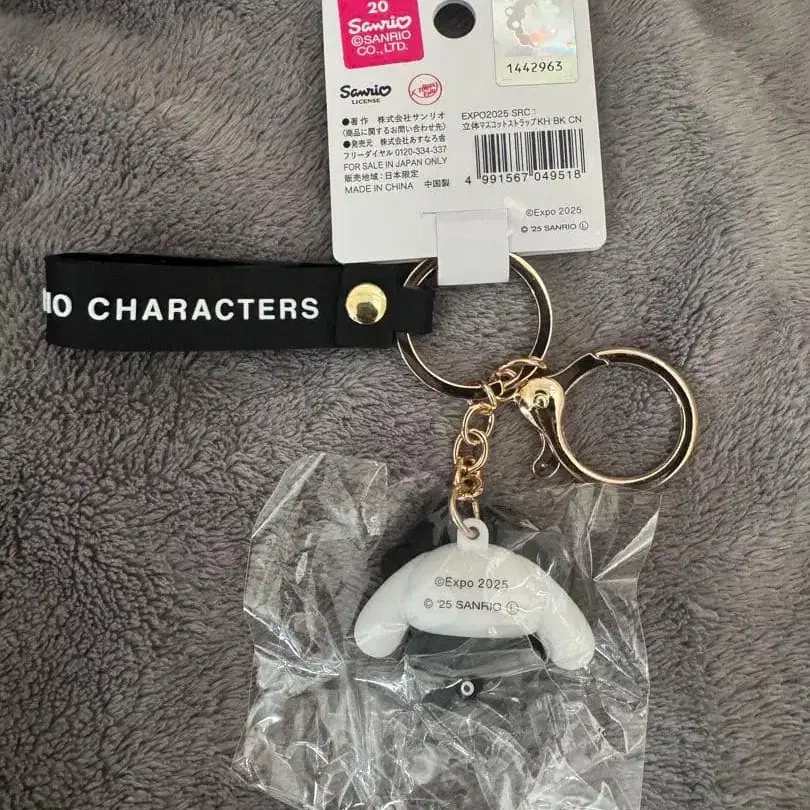 20
Sanrio
©SANRIO
CO., LTD.
1442963
Sanrio
LICENSE
●著作 株式会社サンリオ
(商品に関するお問い合わせ先)
●発売元 株式会社あすなろ舎
フリーダイヤル 0120-334-337
FOR SALE IN JAPAN ONLY
販売地域:日本限定
MADE IN CHINA 中国製
EXPO2025 SRC
立体マスコットストラップKH BK CN
4 991567 049518
©Expo 2025
© '25 SANRIO Ⓛ
IO CHARACTERS
©Expo 2025
© '25 SANRIO Ⓛ